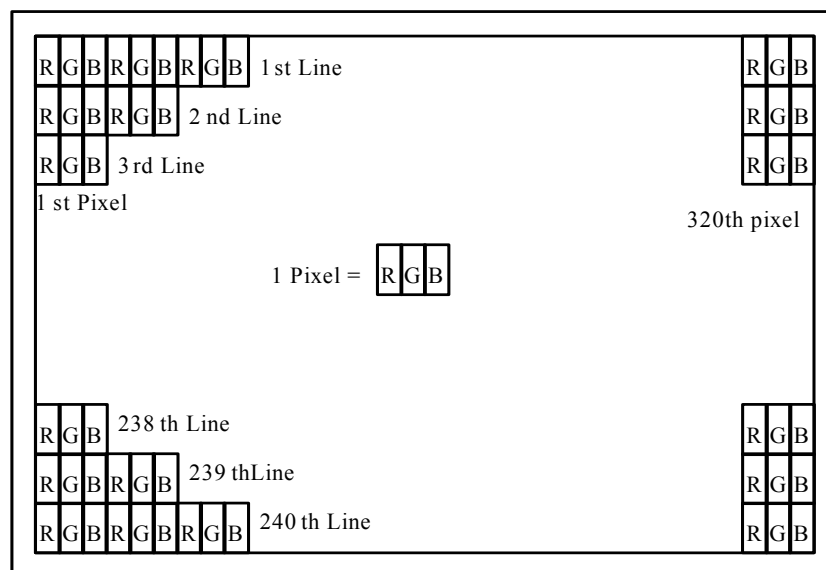 R G B R G B R G B 1 st Line R G B
R G B R G B 2 nd Line R G B
R G B 3 rd Line R G B
1 st Pixel
320th pixel
1 Pixel = R G B
R G B 238 th Line R G B
R G B R G B 239 thLine R G B
R G B R G B R G B 240 th Line R G B